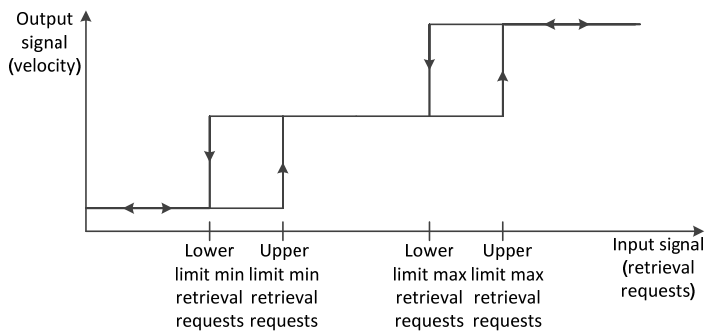 Output
signal
(velocity)
Lower
limit min
retrieval
requests
Upper
limit min
retrieval
requests
Lower
limit max
retrieval
requests
Upper
limit max
retrieval
requests
Input signal
(retrieval
requests)